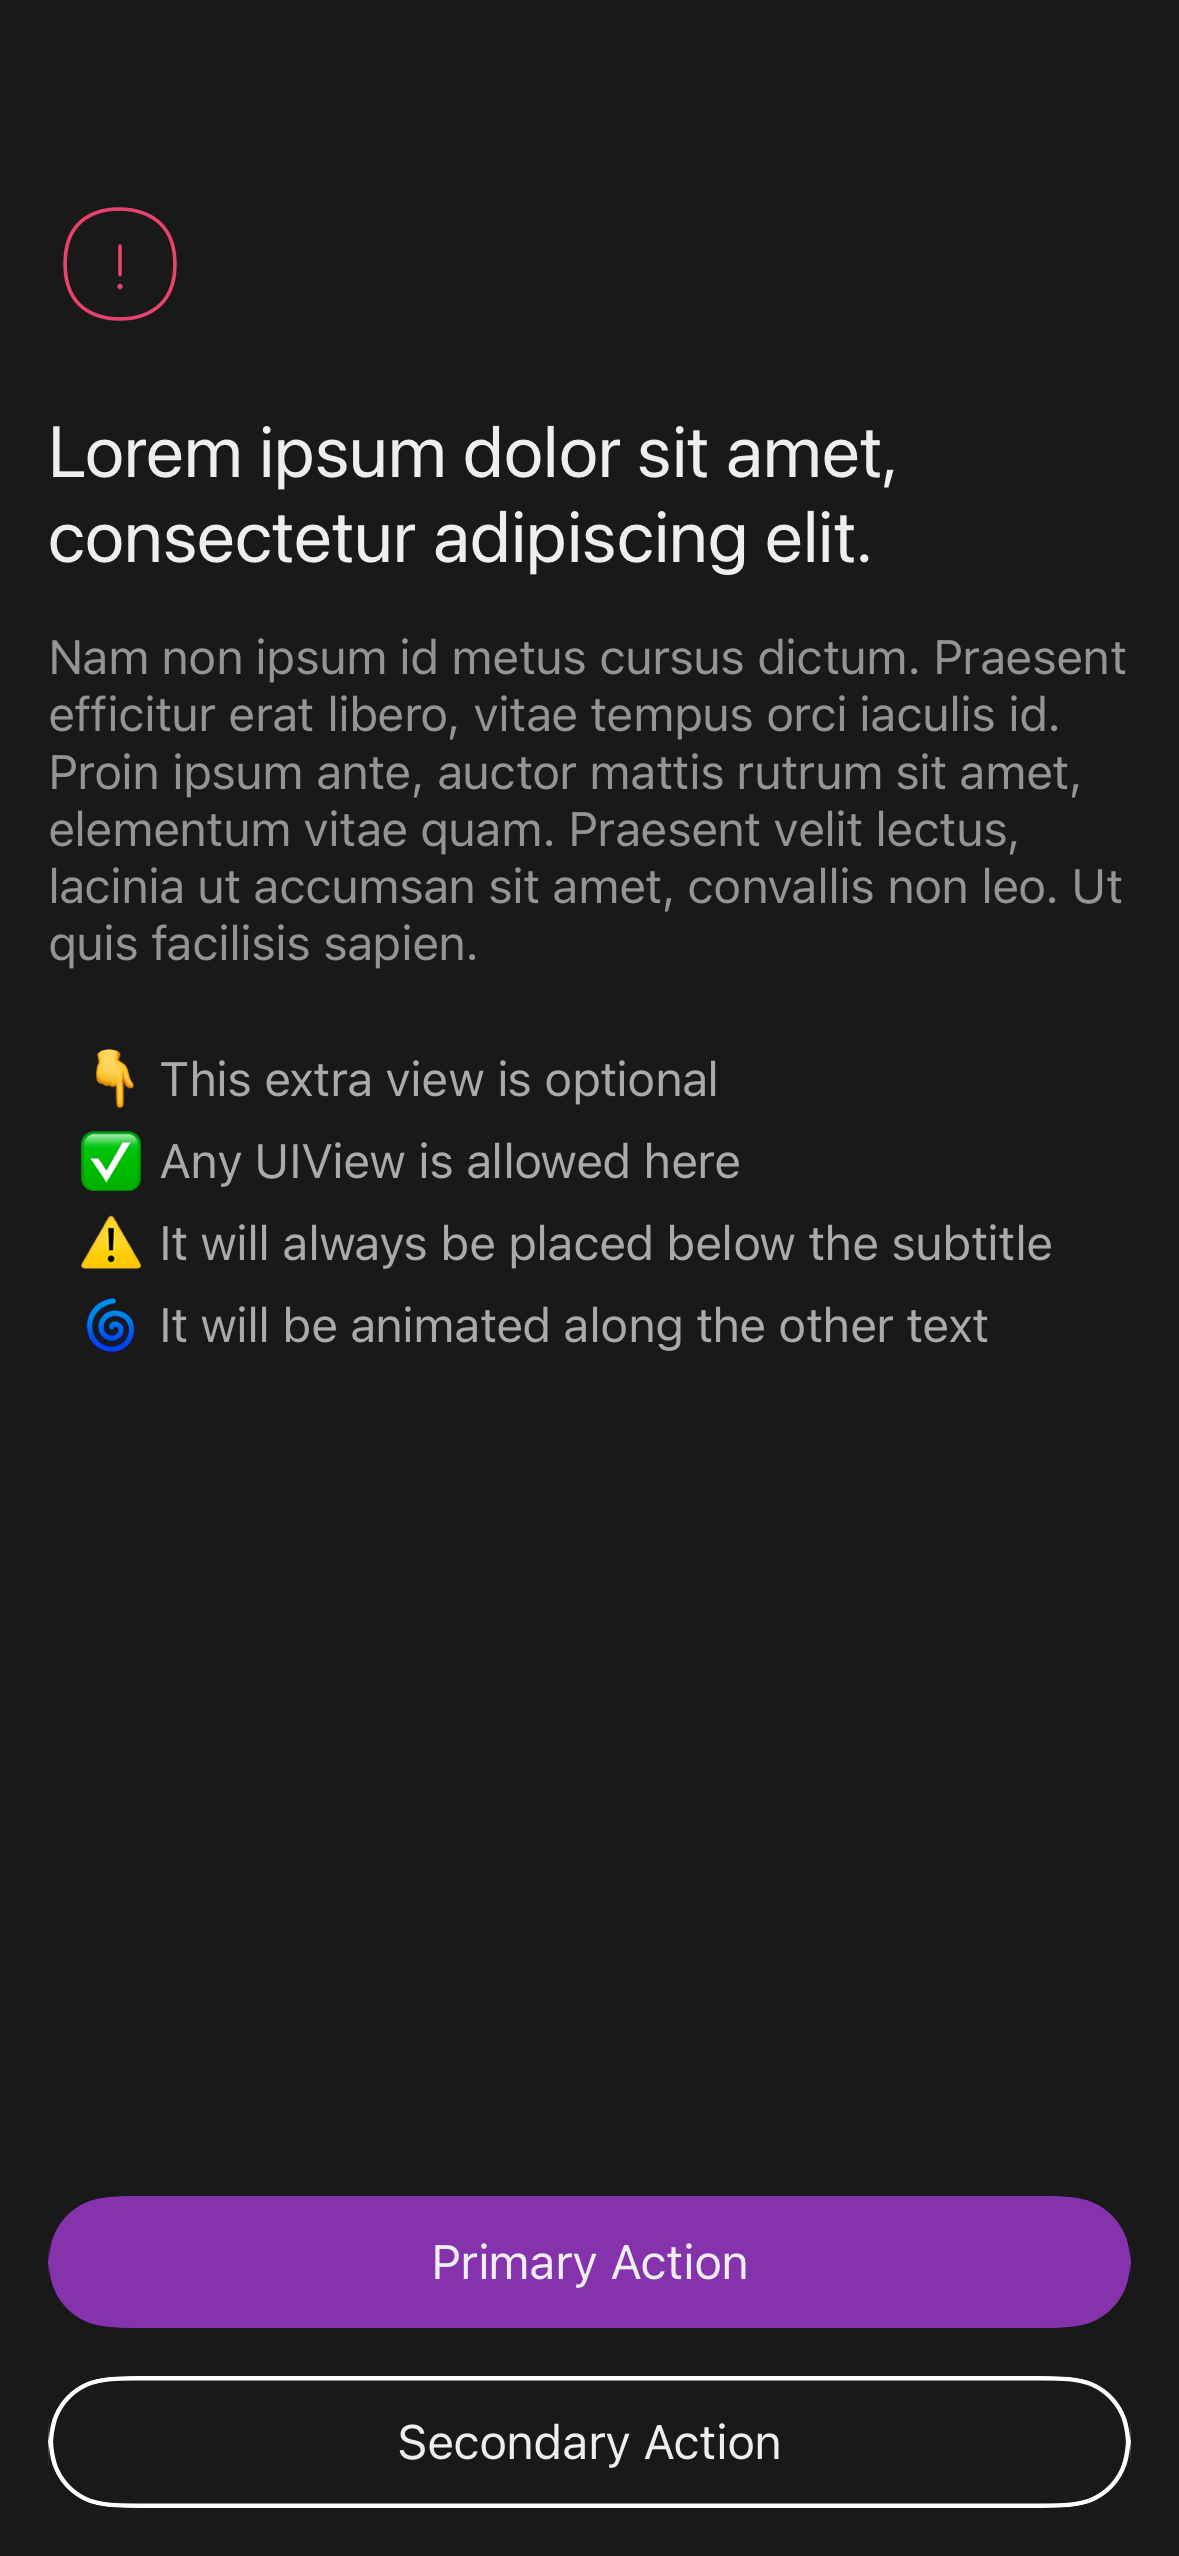 Lorem ipsum dolor sit amet,
consectetur adipiscing elit.
Nam non ipsum id metus cursus dictum. Praesent
efficitur erat libero, vitae tempus orci iaculis id.
Proin ipsum ante, auctor mattis rutrum sit amet,
elementum vitae quam. Praesent velit lectus,
lacinia ut accumsan sit amet, convallis non leo. Ut
quis facilisis sapien.
👇 This extra view is optional
✅ Any UIView is allowed here
⚠️ It will always be placed below the subtitle
🌀 It will be animated along the other text
Primary Action
Secondary Action